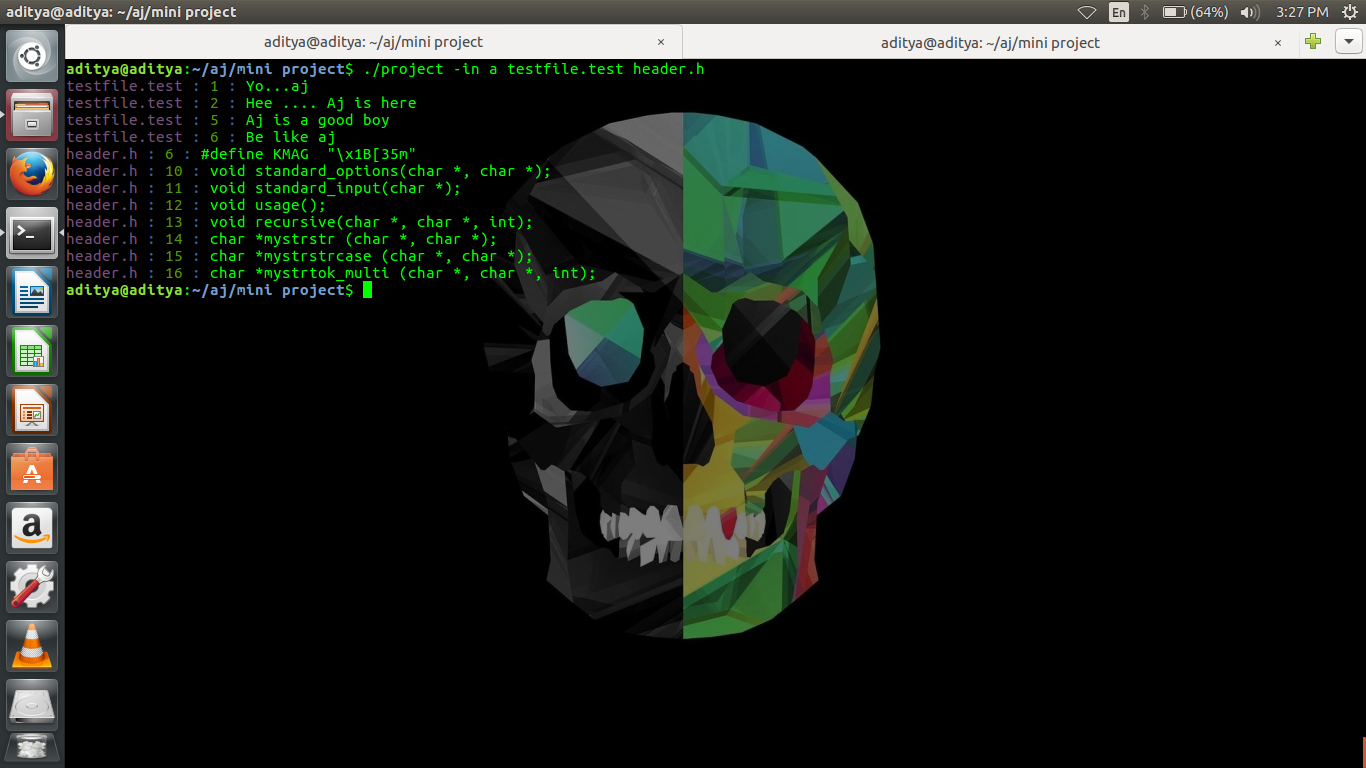 aditya@aditya: ~/aj/mini project
En
(64%)
3:27 PM
aditya@aditya: ~/aj/mini project ×
aditya@aditya: ~/aj/mini project ×
aditya@aditya:~/aj/mini project$ ./project -in a testfile.test header.h
testfile.test : 1 : Yo...aj
testfile.test : 2 : Hee .... Aj is here
testfile.test : 5 : Aj is a good boy
testfile.test : 6 : Be like aj
header.h : 6 : #define KMAG  "\x1B[35m"
header.h : 10 : void standard_options(char *, char *);
header.h : 11 : void standard_input(char *);
header.h : 12 : void usage();
header.h : 13 : void recursive(char *, char *, int);
header.h : 14 : char *mystrstr (char *, char *);
header.h : 15 : char *mystrstrcase (char *, char *);
header.h : 16 : char *mystrtok_multi (char *, char *, int);
aditya@aditya:~/aj/mini project$